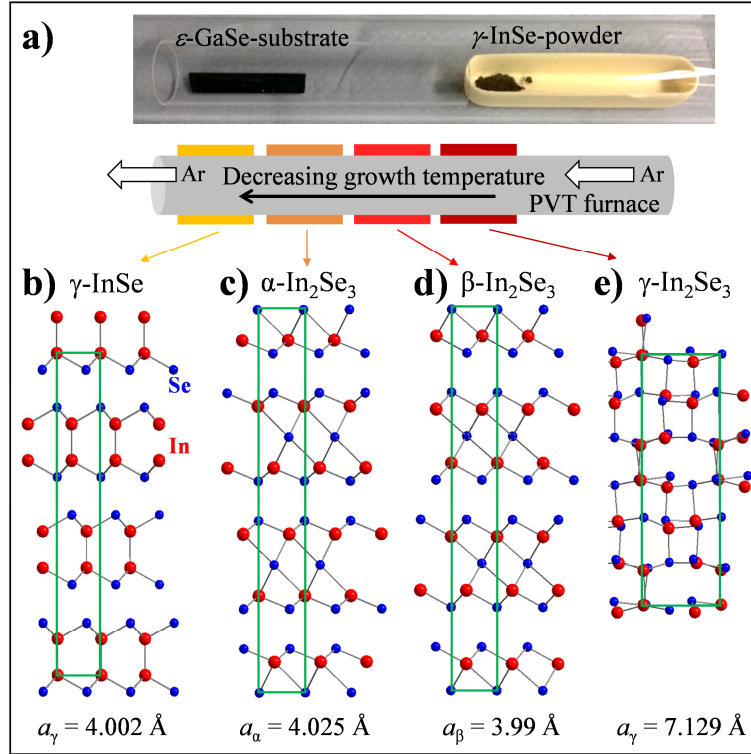 a)
ε-GaSe-substrate
γ-InSe-powder
Ar
Decreasing growth temperature
Ar
PVT furnace
b) γ-InSe
c) α-In₂Se₃
d) β-In₂Se₃
e) γ-In₂Se₃
Se
In
aγ = 4.002 Å
aα = 4.025 Å
aβ = 3.99 Å
aγ = 7.129 Å